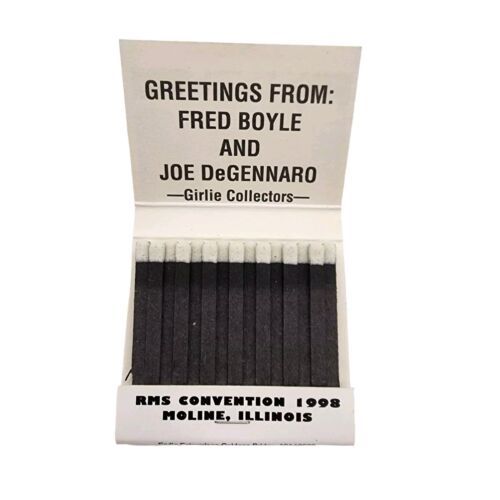 GREETINGS FROM:
FRED BOYLE
AND
JOE DeGENNARO
—Girlie Collectors—
RMS CONVENTION 1998
MOLINE, ILLINOIS